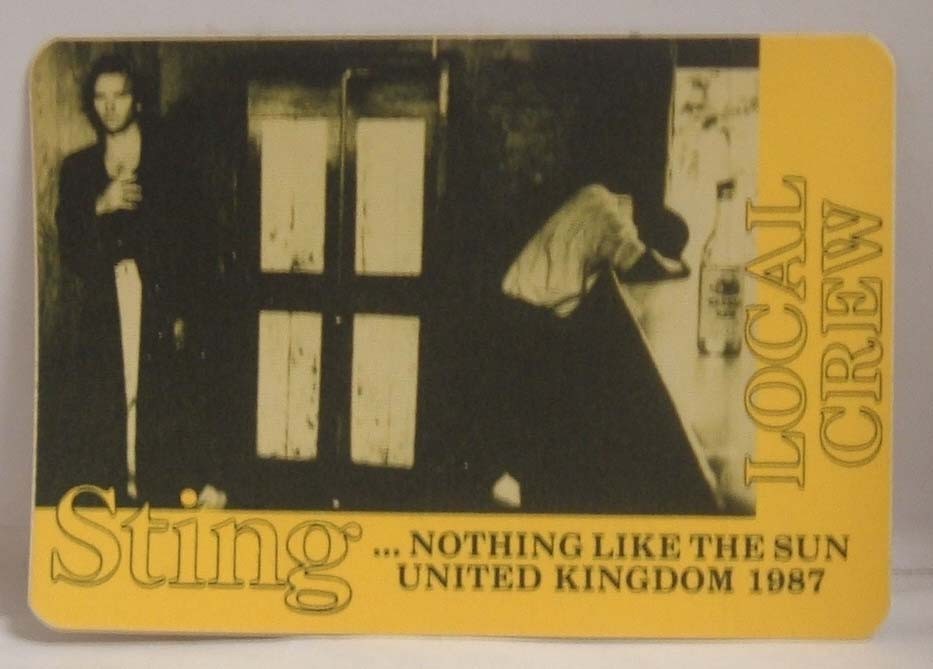 LOCAL
CREW
Sting
... NOTHING LIKE THE SUN
UNITED KINGDOM 1987